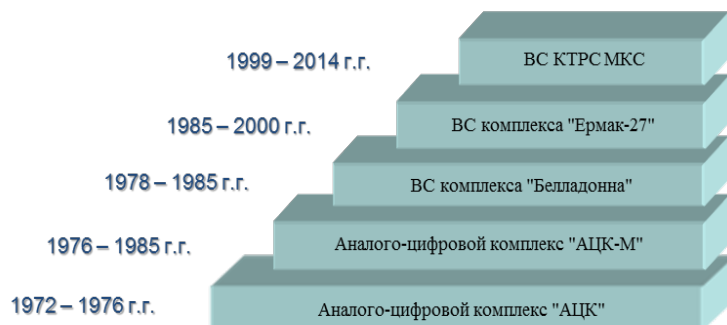 1999 – 2014 г.г. ВС КТРС МКС
1985 – 2000 г.г. ВС комплекса "Ермак-27"
1978 – 1985 г.г. ВС комплекса "Белладонна"
1976 – 1985 г.г. Аналого-цифровой комплекс "АЦК-М"
1972 – 1976 г.г. Аналого-цифровой комплекс "АЦК"